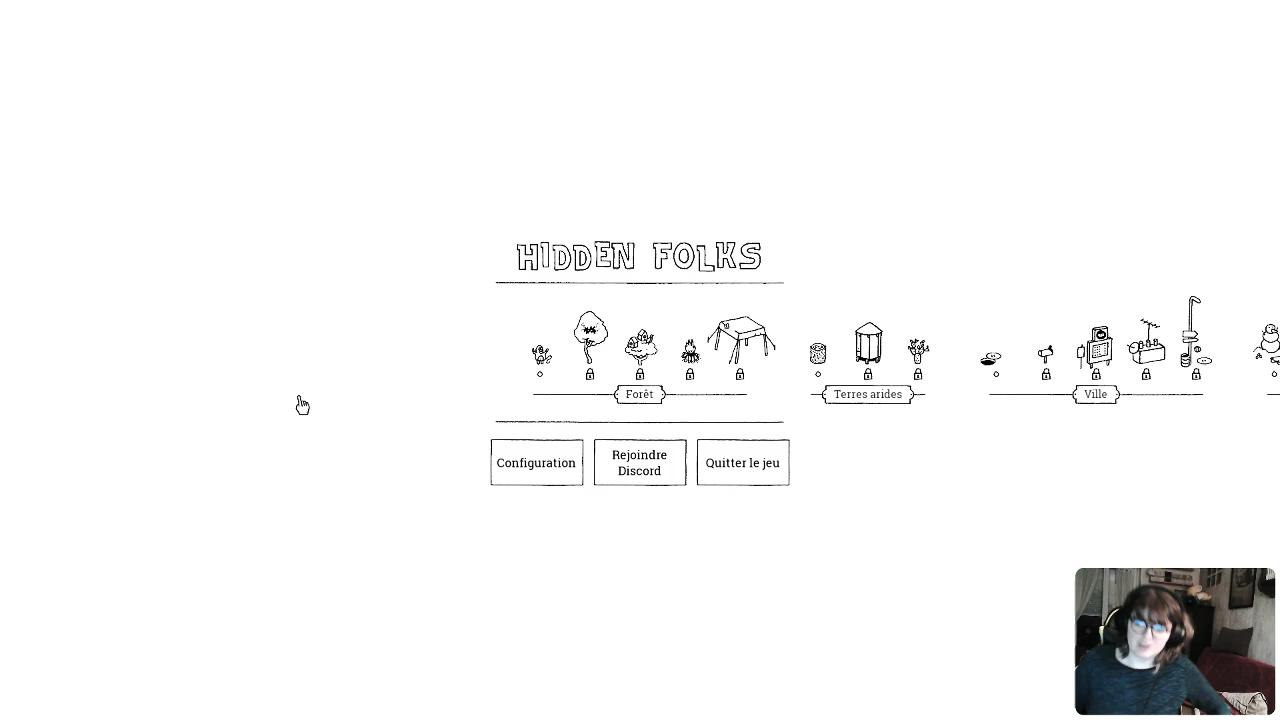 HIDDEN FOLKS
Forêt
Terres arides
Ville
Configuration
Rejoindre
Discord
Quitter le jeu